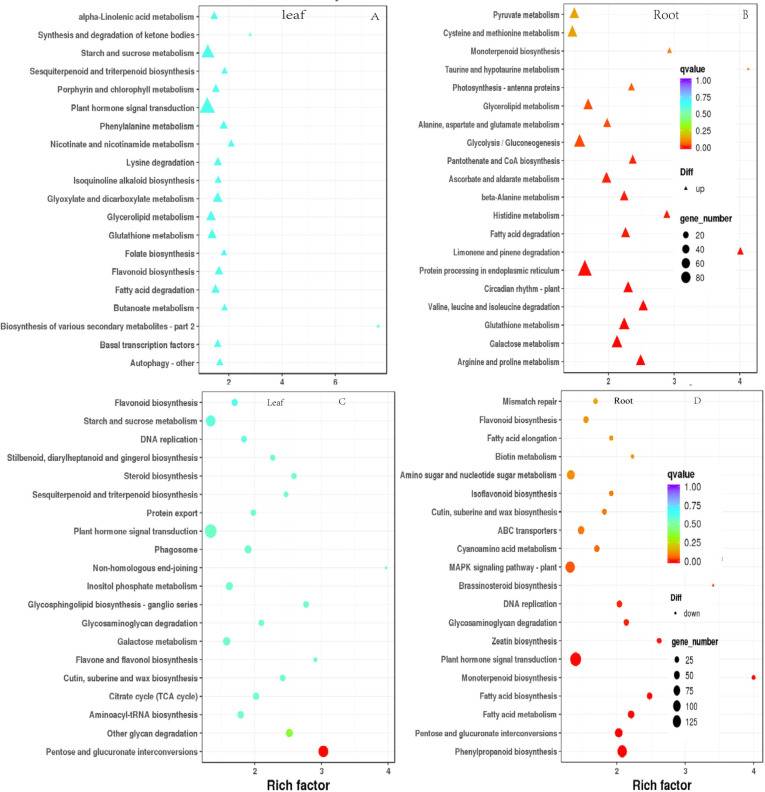 leaf A
alpha-Linolenic acid metabolism
Synthesis and degradation of ketone bodies
Starch and sucrose metabolism
Sesquiterpenoid and triterpenoid biosynthesis
Porphyrin and chlorophyll metabolism
Plant hormone signal transduction
Phenylalanine metabolism
Nicotinate and nicotinamide metabolism
Lysine degradation
Isoquinoline alkaloid biosynthesis
Glyoxylate and dicarboxylate metabolism
Glycerolipid metabolism
Glutathione metabolism
Folate biosynthesis
Flavonoid biosynthesis
Fatty acid degradation
Butanoate metabolism
Biosynthesis of various secondary metabolites - part 2
Basal transcription factors
Autophagy - other
2 4 6
Root B
Pyruvate metabolism
Cysteine and methionine metabolism
Monoterpenoid biosynthesis
Taurine and hypotaurine metabolism
Photosynthesis - antenna proteins
Glycerolipid metabolism
Alanine, aspartate and glutamate metabolism
Glycolysis / Gluconeogenesis
Pantothenate and CoA biosynthesis
Ascorbate and aldarate metabolism
beta-Alanine metabolism
Histidine metabolism
Fatty acid degradation
Limonene and pinene degradation
Protein processing in endoplasmic reticulum
Circadian rhythm - plant
Valine, leucine and isoleucine degradation
Glutathione metabolism
Galactose metabolism
Arginine and proline metabolism
2 3 4
qvalue
1.00
0.75
0.50
0.25
0.00
Diff
up
gene_number
20
40
60
80
Leaf C
Flavonoid biosynthesis
Starch and sucrose metabolism
DNA replication
Stilbenoid, diarylheptanoid and gingerol biosynthesis
Steroid biosynthesis
Sesquiterpenoid and triterpenoid biosynthesis
Protein export
Plant hormone signal transduction
Phagosome
Non-homologous end-joining
Inositol phosphate metabolism
Glycosphingolipid biosynthesis - ganglio series
Glycosaminoglycan degradation
Galactose metabolism
Flavone and flavonol biosynthesis
Cutin, suberine and wax biosynthesis
Citrate cycle (TCA cycle)
Aminoacyl-tRNA biosynthesis
Other glycan degradation
Pentose and glucuronate interconversions
2 3 4
Rich factor
Root D
Mismatch repair
Flavonoid biosynthesis
Fatty acid elongation
Biotin metabolism
Amino sugar and nucleotide sugar metabolism
Isoflavonoid biosynthesis
Cutin, suberine and wax biosynthesis
ABC transporters
Cyanoamino acid metabolism
MAPK signaling pathway - plant
Brassinosteroid biosynthesis
DNA replication
Glycosaminoglycan degradation
Zeatin biosynthesis
Plant hormone signal transduction
Monoterpenoid biosynthesis
Fatty acid biosynthesis
Fatty acid metabolism
Pentose and glucuronate interconversions
Phenylpropanoid biosynthesis
2 3 4
Rich factor
qvalue
1.00
0.75
0.50
0.25
0.00
Diff
down
gene_number
25
50
75
100
125